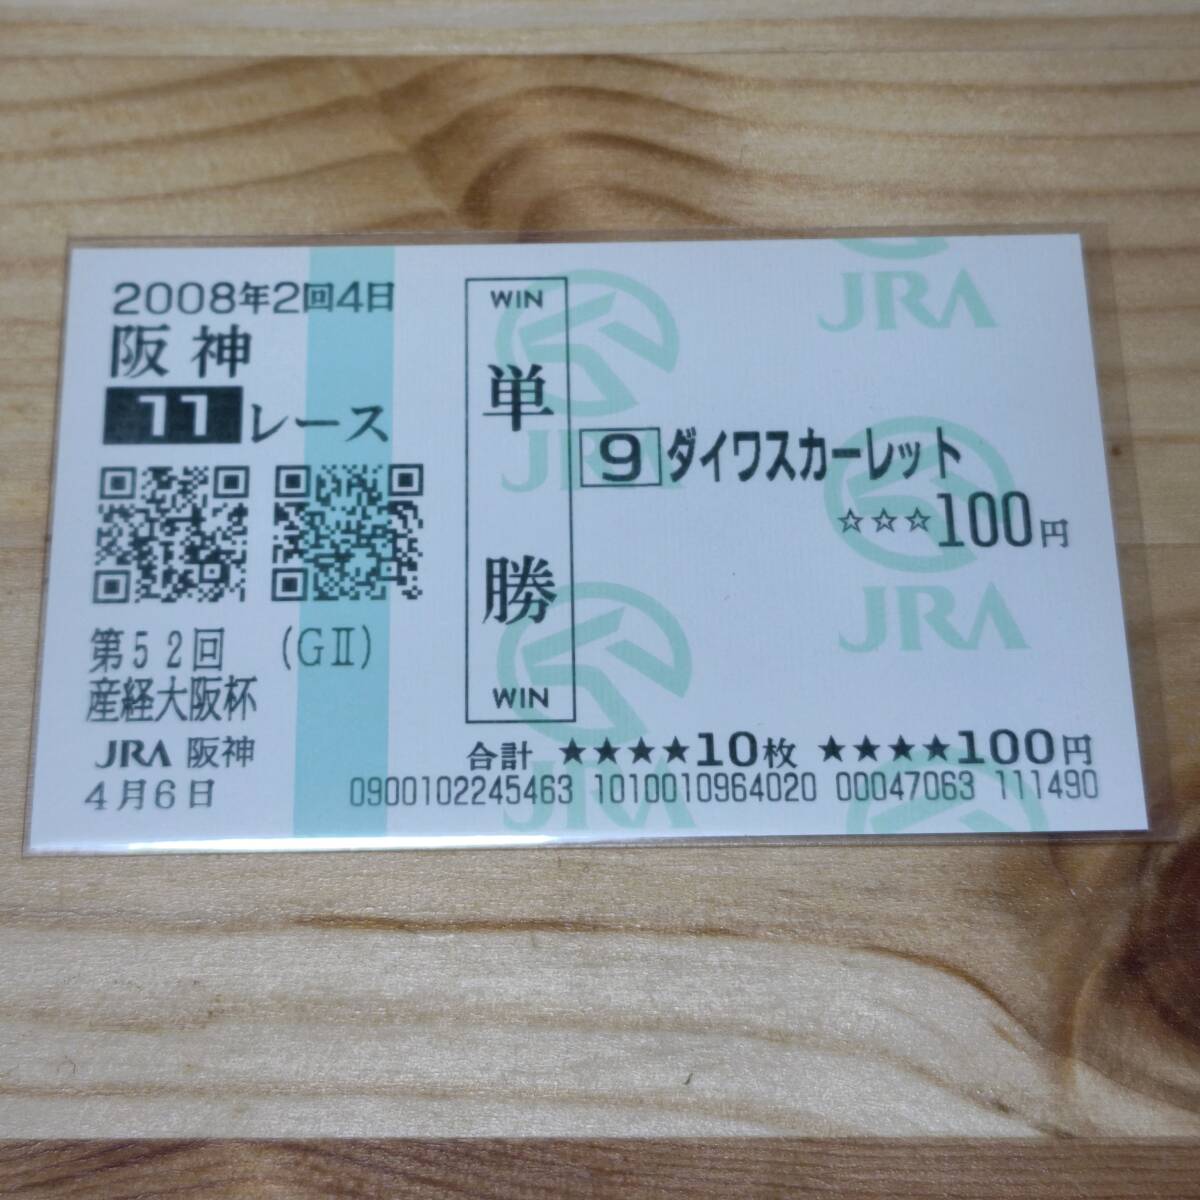 2008年2回4日
阪神
11レース
第52回 (GⅡ)
産経大阪杯
JRA 阪神
4月6日
WIN
単勝
WIN
9 ダイワスカーレット
☆☆☆100円
合計 ★★★★10枚 ★★★★100円
0900102245463 1010010964020 00047063 111490
JRA
JRA
JRA
JRA